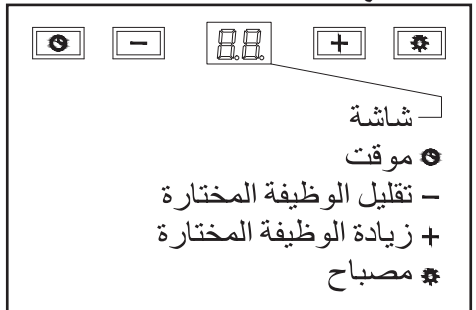 8.8.
شاشة
موقت
– تقليل الوظيفة المختارة
+ زيادة الوظيفة المختارة
مصباح